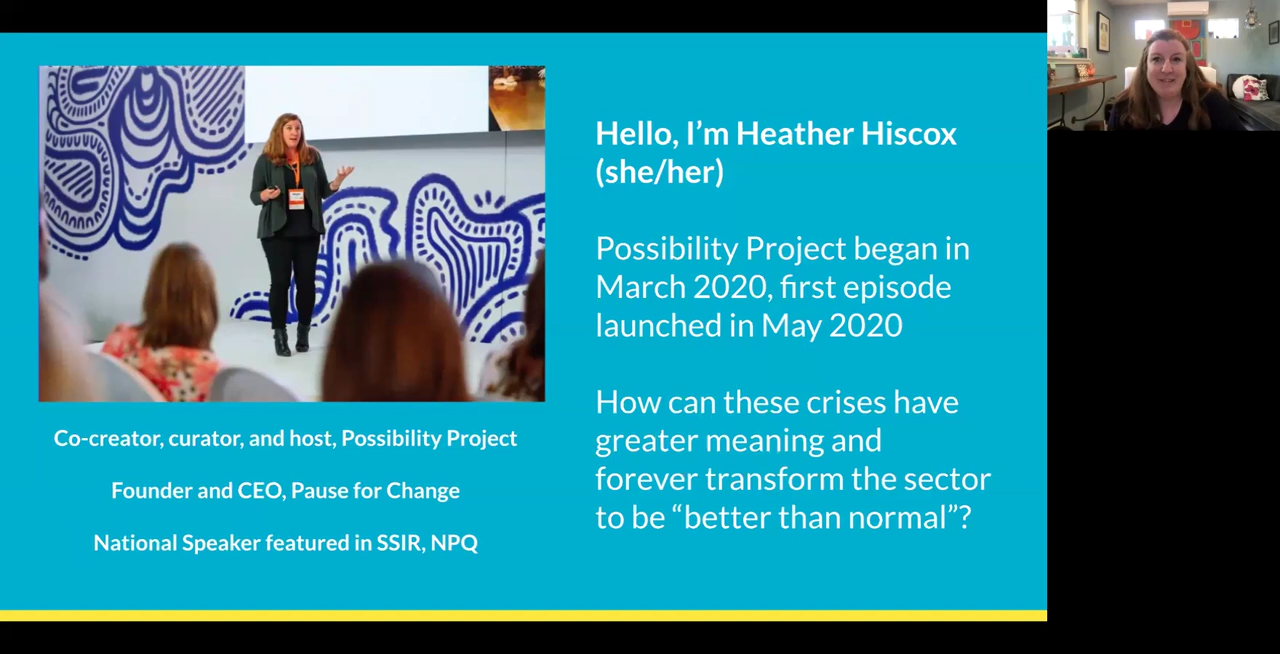 Hello, I’m Heather Hiscox
(she/her)
Possibility Project began in
March 2020, first episode
launched in May 2020
How can these crises have
greater meaning and
forever transform the sector
to be “better than normal”?
Co-creator, curator, and host, Possibility Project
Founder and CEO, Pause for Change
National Speaker featured in SSIR, NPQ